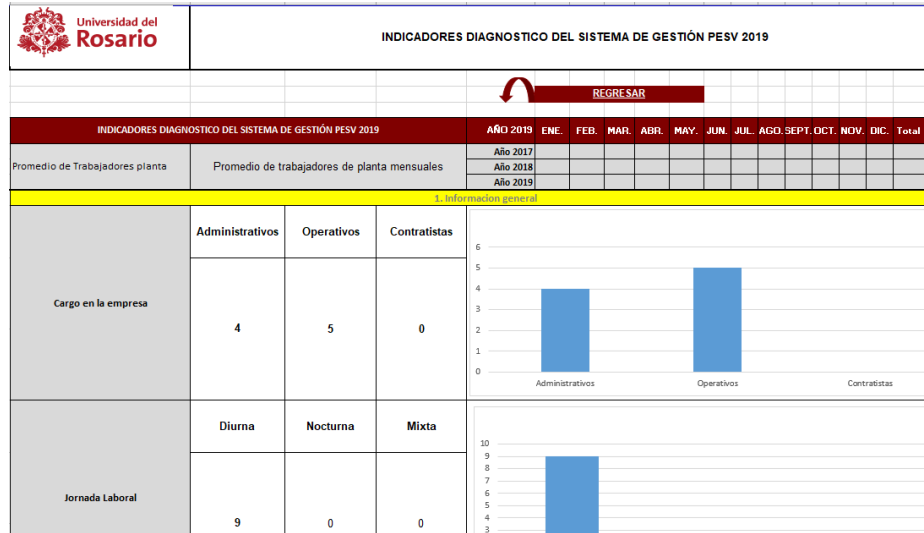 Universidad del
Rosario
INDICADORES DIAGNOSTICO DEL SISTEMA DE GESTIÓN PESV 2019
REGRESAR
INDICADORES DIAGNOSTICO DEL SISTEMA DE GESTIÓN PESV 2019 AÑO 2019 ENE. FEB. MAR. ABR. MAY. JUN. JUL. AGO. SEPT. OCT. NOV. DIC. Total
Promedio de Trabajadores planta Promedio de trabajadores de planta mensuales
Año 2017
Año 2018
Año 2019
1. Informacion general
Cargo en la empresa
Administrativos Operativos Contratistas
4 5 0
6
5
4
3
2
1
0
Administrativos Operativos Contratistas
Jornada Laboral
Diurna Nocturna Mixta
9 0 0
10
9
8
7
6
5
4
3